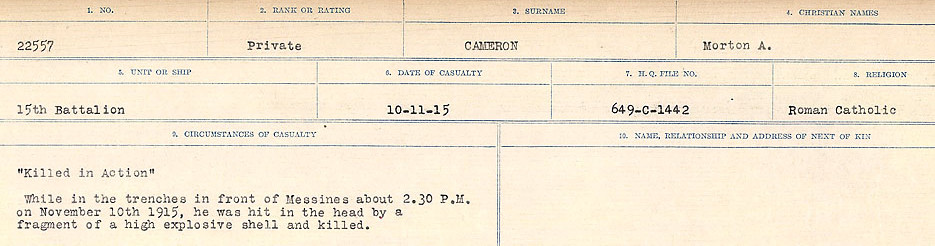 1. NO. 2. RANK OR RATING 3. SURNAME 4. CHRISTIAN NAMES
22557 Private CAMERON Morton A.
5. UNIT OR SHIP 6. DATE OF CASUALTY 7. H. Q. FILE NO. 8. RELIGION
15th Battalion 10-11-15 649-C-1442 Roman Catholic
9. CIRCUMSTANCES OF CASUALTY 10. NAME, RELATIONSHIP AND ADDRESS OF NEXT OF KIN
"Killed in Action"
While in the trenches in front of Messines about 2.30 P.M.
on November 10th 1915, he was hit in the head by a
fragment of a high explosive shell and killed.